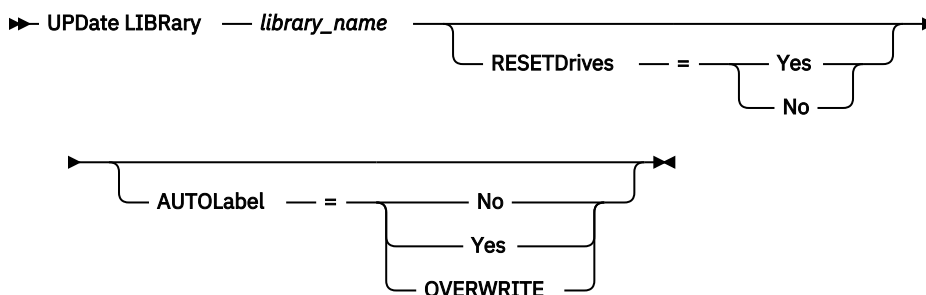 UPDate LIBRary library_name
RESETDrives = Yes
No
AUTOLabel = No
Yes
OVERWRITE